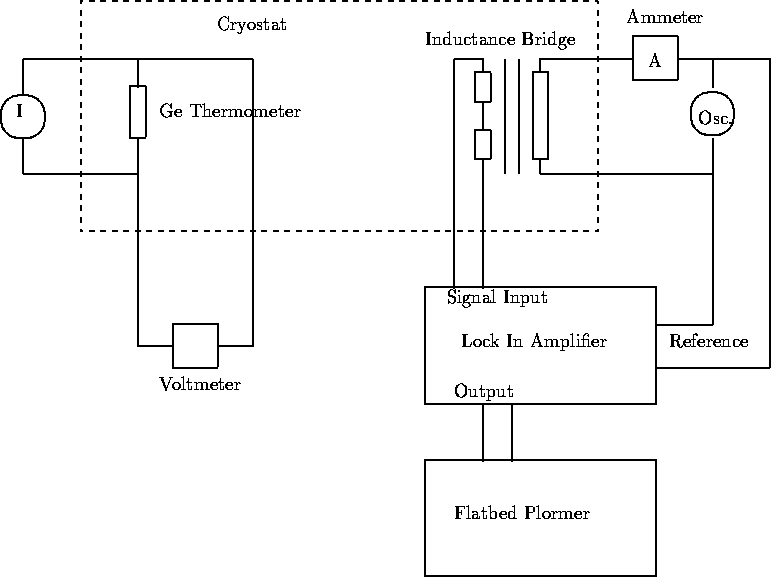 Ammeter
Cryostat
Inductance Bridge
A
I
Ge Thermometer
Osc.
Signal Input
Lock In Amplifier
Reference
Voltmeter
Output
Flatbed Plormer